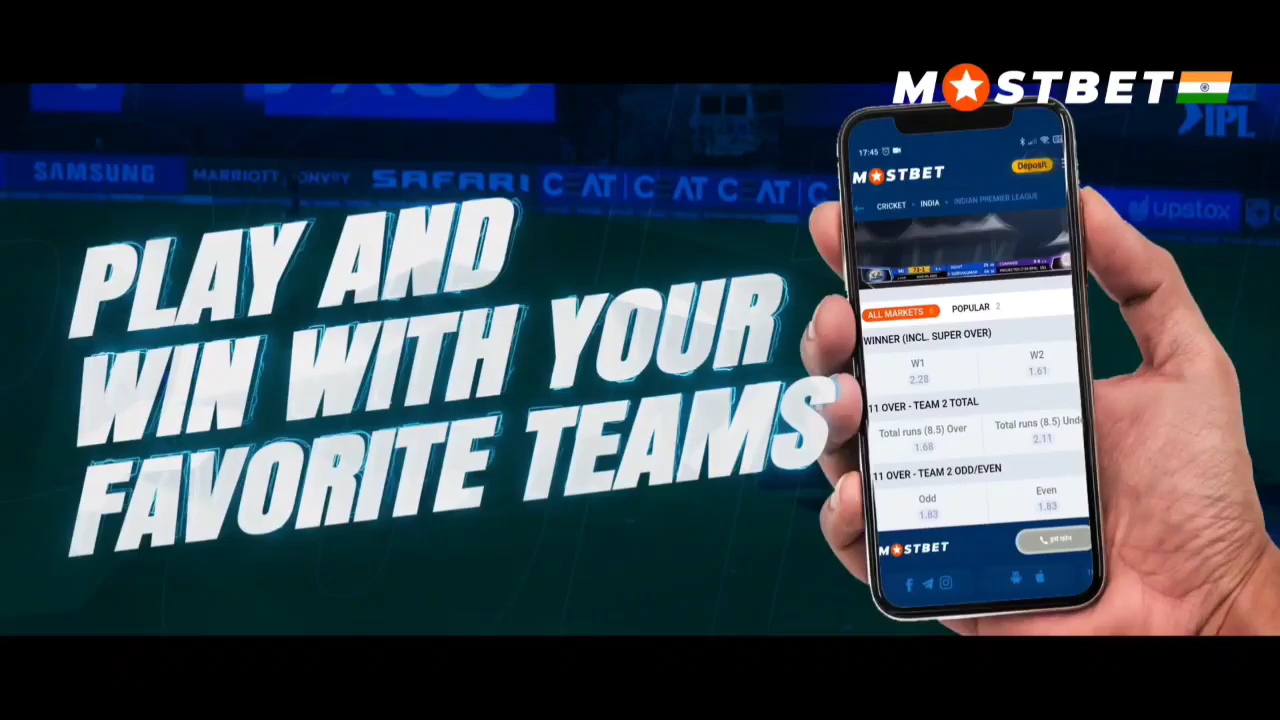 MOSTBET
IPL
SAMSUNG
MARRIOTT
SAFARI
CEAT | CEAT CEAT |
upstox
PLAY AND
WIN WITH YOUR
FAVORITE TEAMS
17:45
MOSTBET
Deposit
CRICKET
INDIA
INDIAN PREMIER LEAGUE
ALL MARKETS 6
POPULAR 2
WINNER (INCL. SUPER OVER)
W1 W2
2.28 1.61
11 OVER - TEAM 2 TOTAL
Total runs (8.5) Over Total runs (8.5) Unde
1.68 2.11
11 OVER - TEAM 2 ODD/EVEN
Odd Even
1.83 1.83
MOSTBET